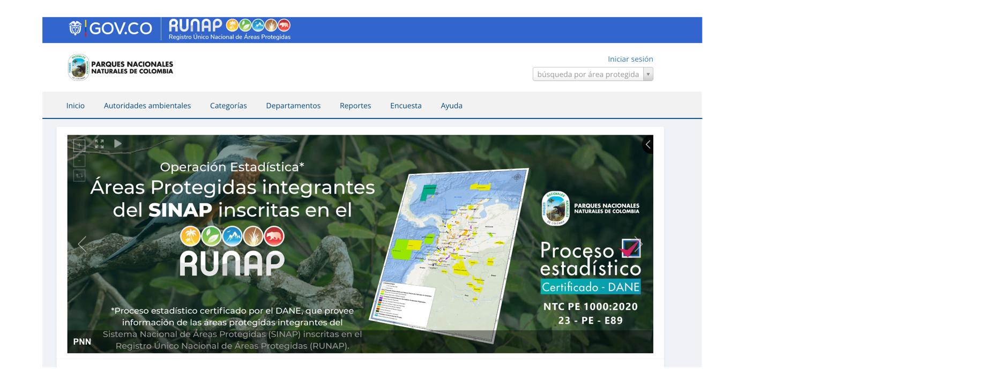 GOV.CO
RUNAP
Registro Único Nacional de Áreas Protegidas
PARQUES NACIONALES
NATURALES DE COLOMBIA
Iniciar sesión
búsqueda por área protegida
Inicio
Autoridades ambientales
Categorías
Departamentos
Reportes
Encuesta
Ayuda
Operación Estadística*
Áreas Protegidas integrantes
del SINAP inscritas en el
RUNAP
*Proceso estadístico certificado por el DANE, que provee
información de las áreas protegidas integrantes del
Sistema Nacional de Áreas Protegidas (SINAP) inscritas en el
Registro Único Nacional de Áreas Protegidas (RUNAP).
PARQUES NACIONALES
NATURALES DE COLOMBIA
Proceso
estadístico
Certificado - DANE
NTC PE 1000:2020
23 - PE - E89
PNN